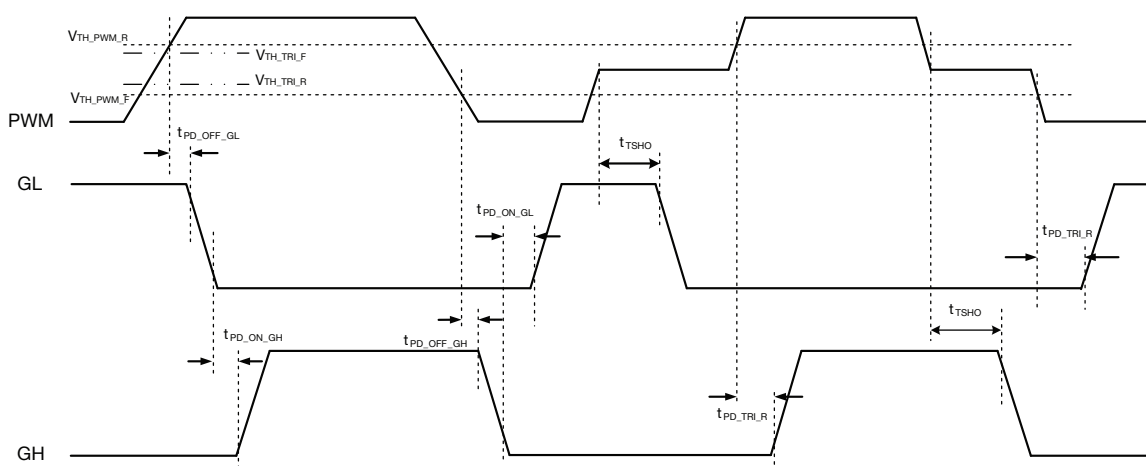 VTH_PWM_R
VTH_TRI_F
VTH_TRI_R
VTH_PWM_F
PWM
tPD_OFF_GL
tTSHO
GL
tPD_ON_GL
tPD_TRI_R
tTSHO
tPD_ON_GH
tPD_OFF_GH
tPD_TRI_R
GH